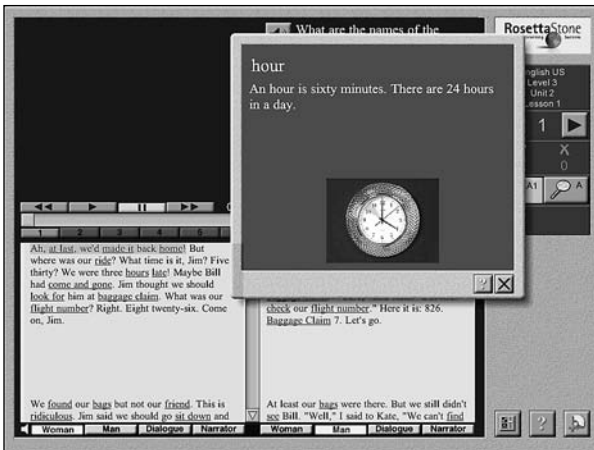 What are the names of the
RosettaStone
English US
Level 3
Unit 2
Lesson 1
1
X
0
A1
A
hour
An hour is sixty minutes. There are 24 hours
in a day.
1 2 3 4 5
Ah, at last, we'd made it back home! But
where was our ride? What time is it, Jim? Five
thirty? We were three hours late! Maybe Bill
had come and gone. Jim thought we should
look for him at baggage claim. What was our
flight number? Right. Eight twenty-six. Come
on, Jim.
We found our bags but not our friend. This is
ridiculous. Jim said we should go sit down and
check our flight number." Here it is: 826.
Baggage Claim 7. Let's go.
At least our bags were there. But we still didn't
see Bill. "Well," I said to Kate, "We can't find
Woman Man Dialogue Narrator
Woman Man Dialogue Narrator
?
?